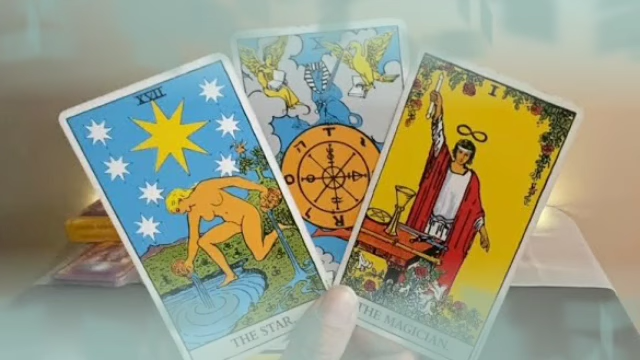 XVII
THE STAR.
X
T
A
R
O
I
THE MAGICIAN.